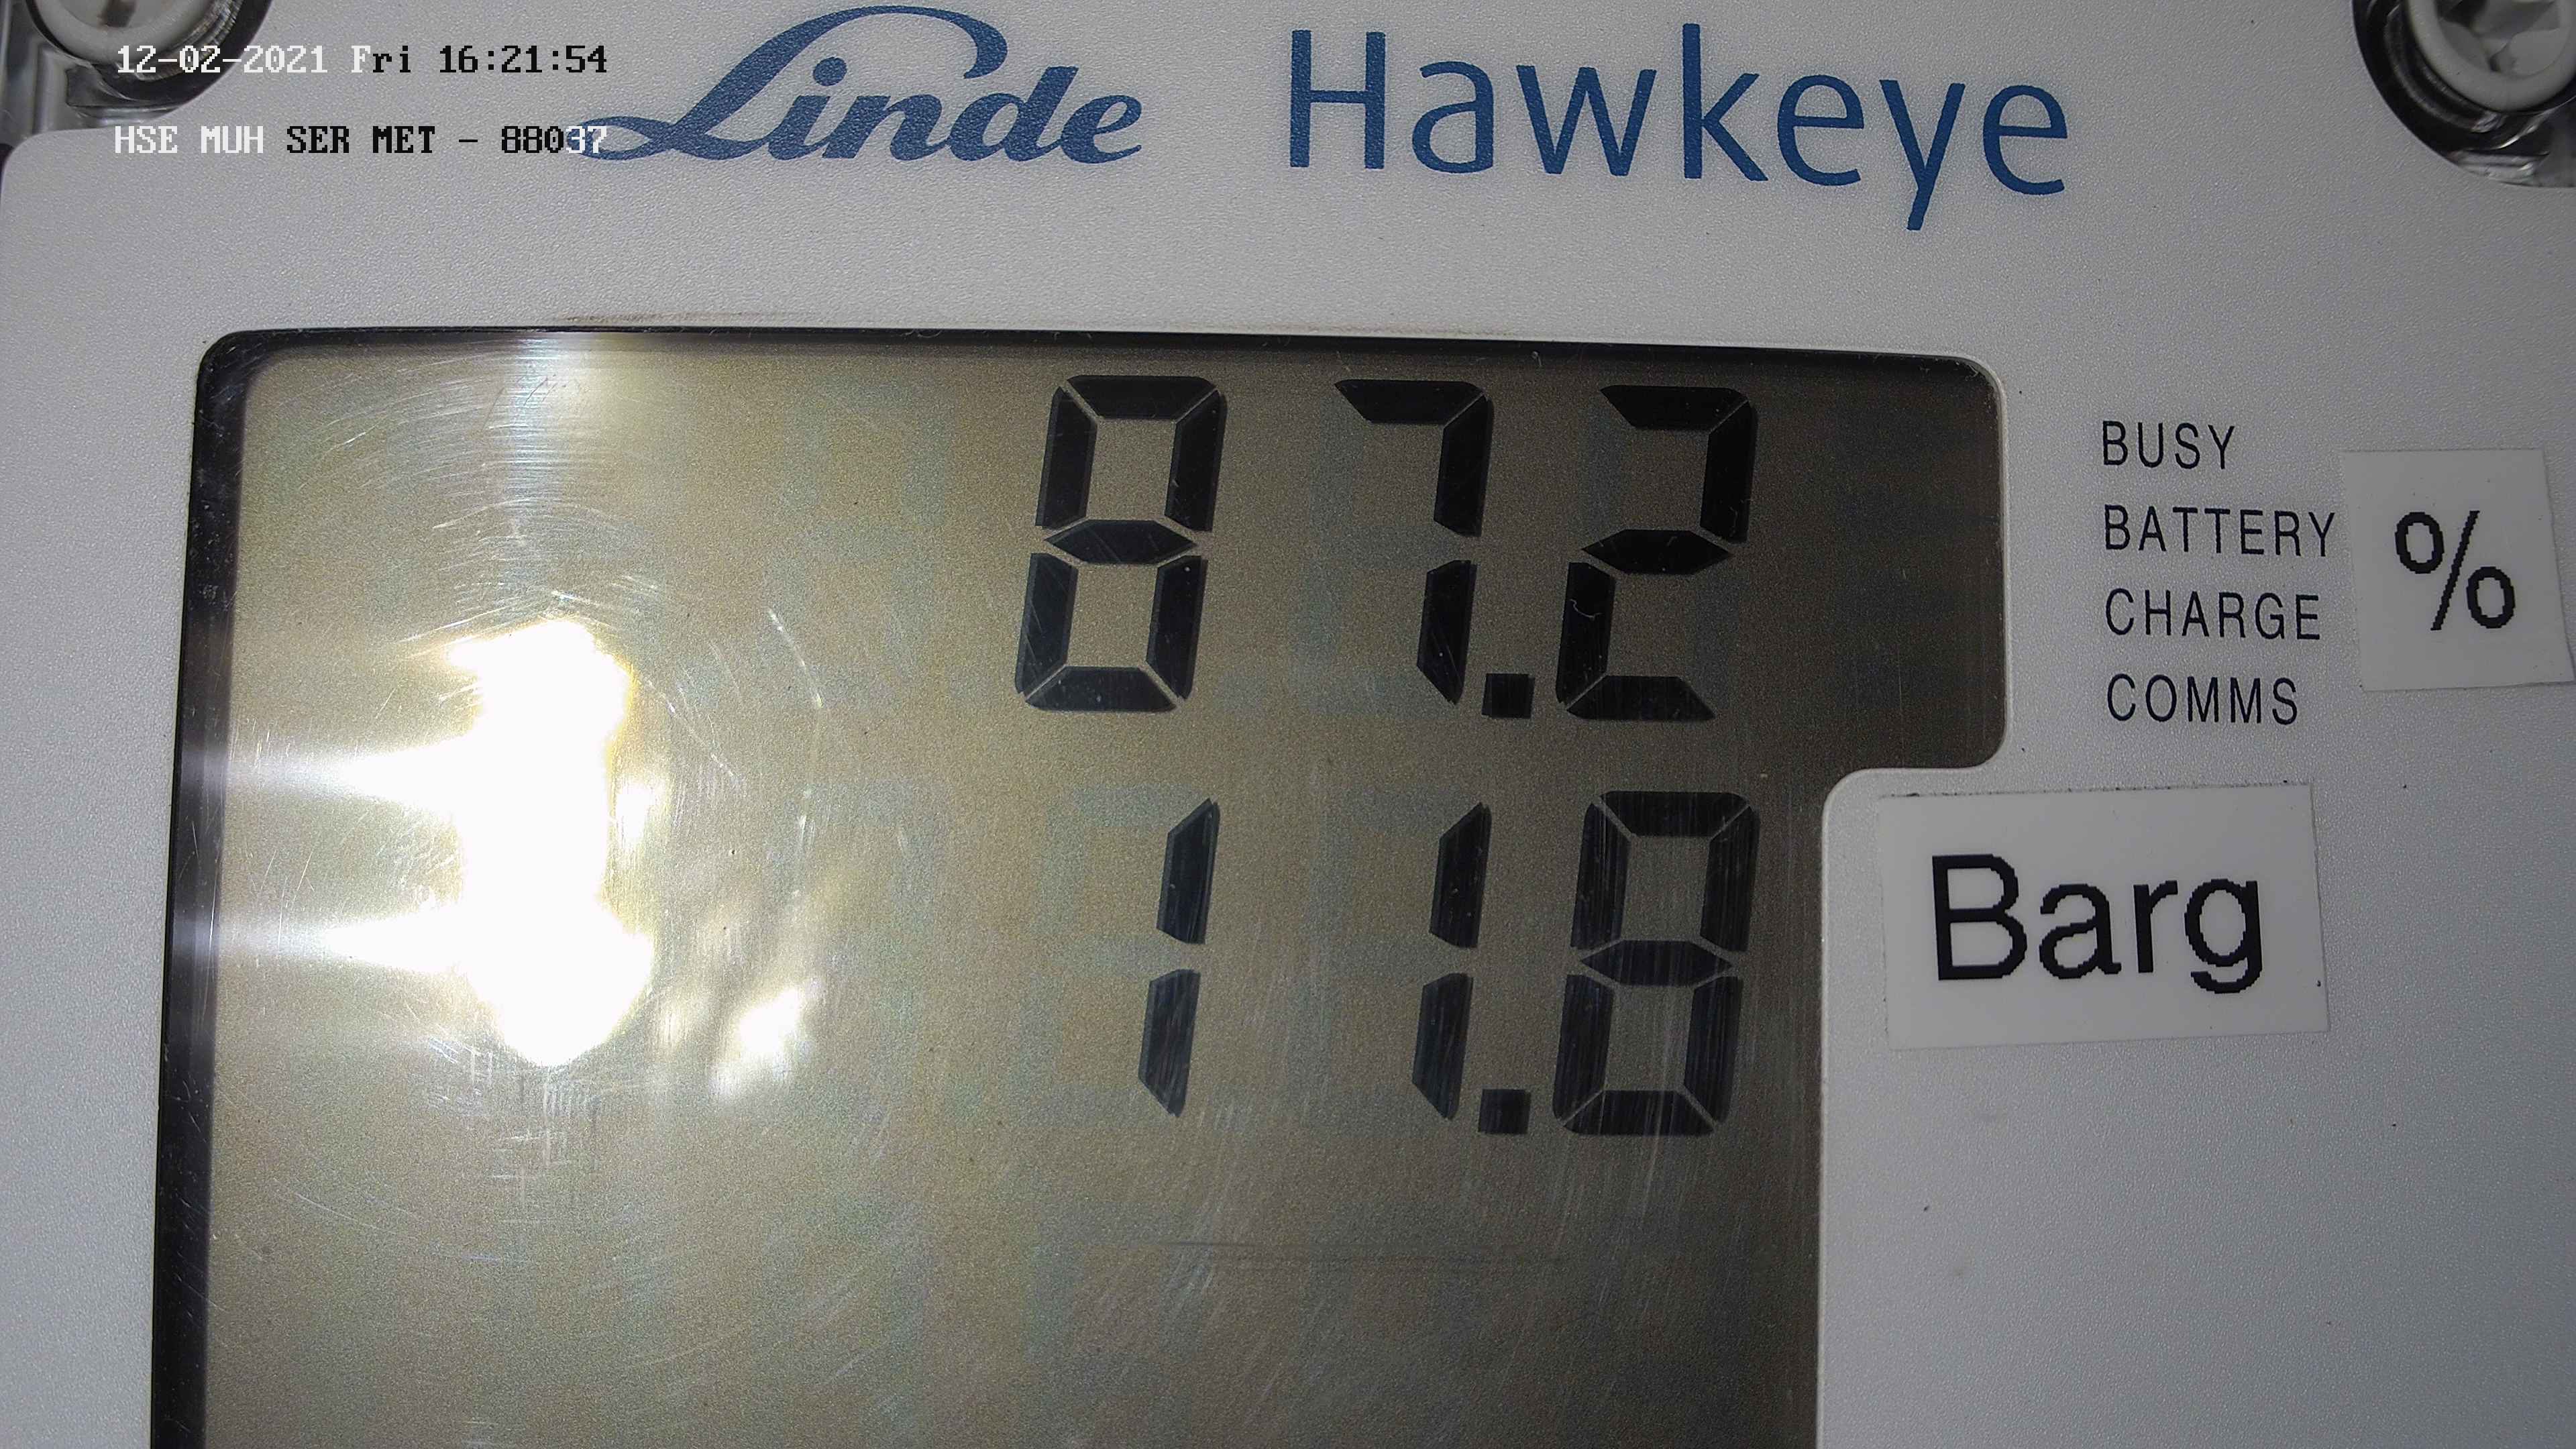 12-02-2021 Fri 16:21:54
HSE MUH SER MET - 88037
Linde Hawkeye
87.2
BUSY
BATTERY
CHARGE
COMMS
%
11.8
Barg